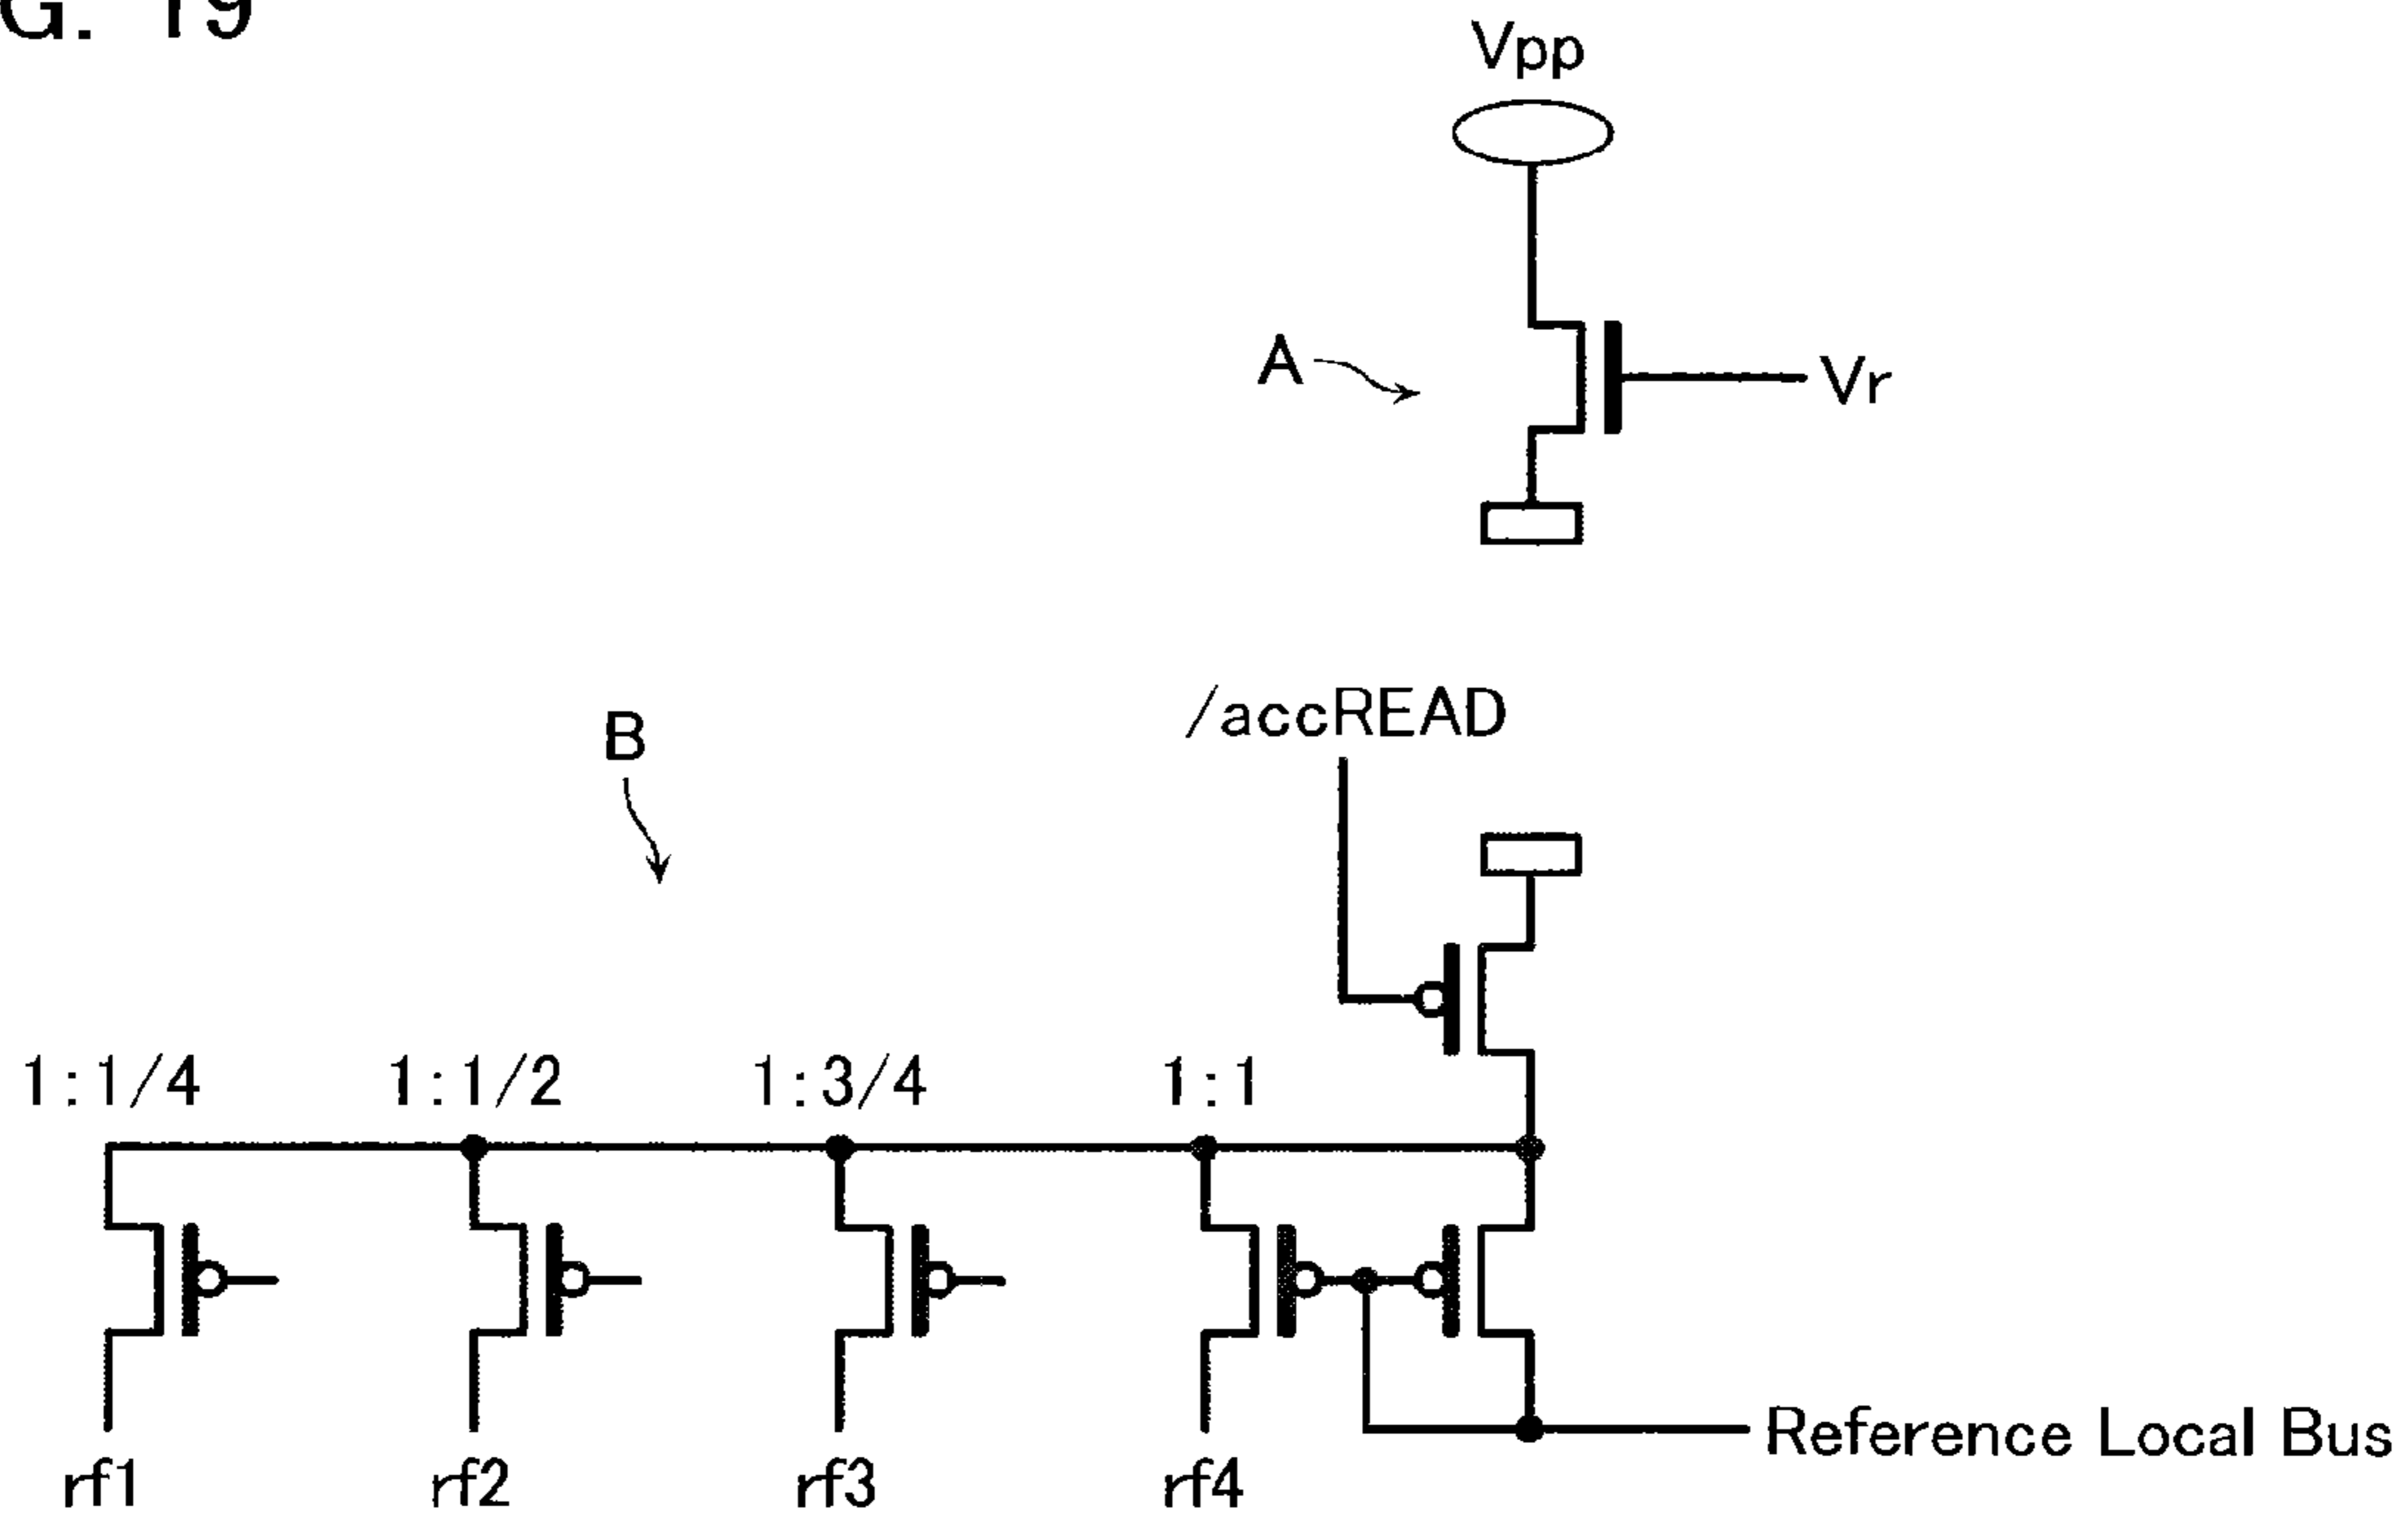 G. 19
Vpp
A
Vr
/accREAD
B
1:1/4 1:1/2 1:3/4 1:1
Reference Local Bus
rf1 rf2 rf3 rf4